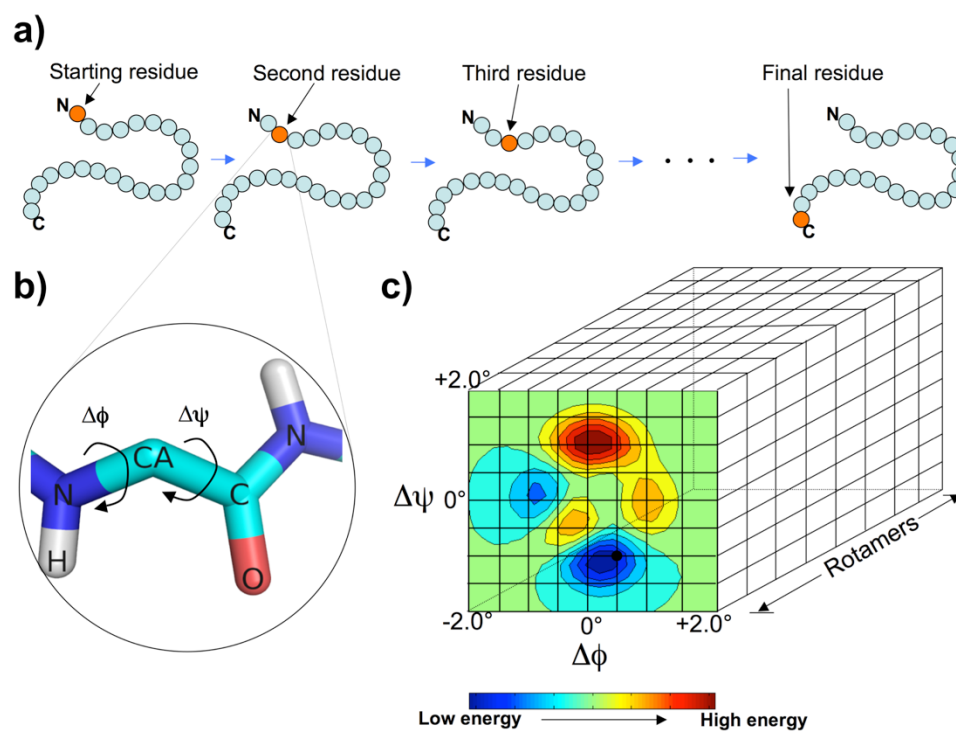 a)
Starting residue
Second residue
Third residue
Final residue
N
N
N
N
C
C
C
C
. . .
b)
Δϕ
Δψ
N
CA
C
N
H
O
c)
+2.0°
Δψ 0°
-2.0°
0°
+2.0°
Δϕ
Rotamers
Low energy
High energy